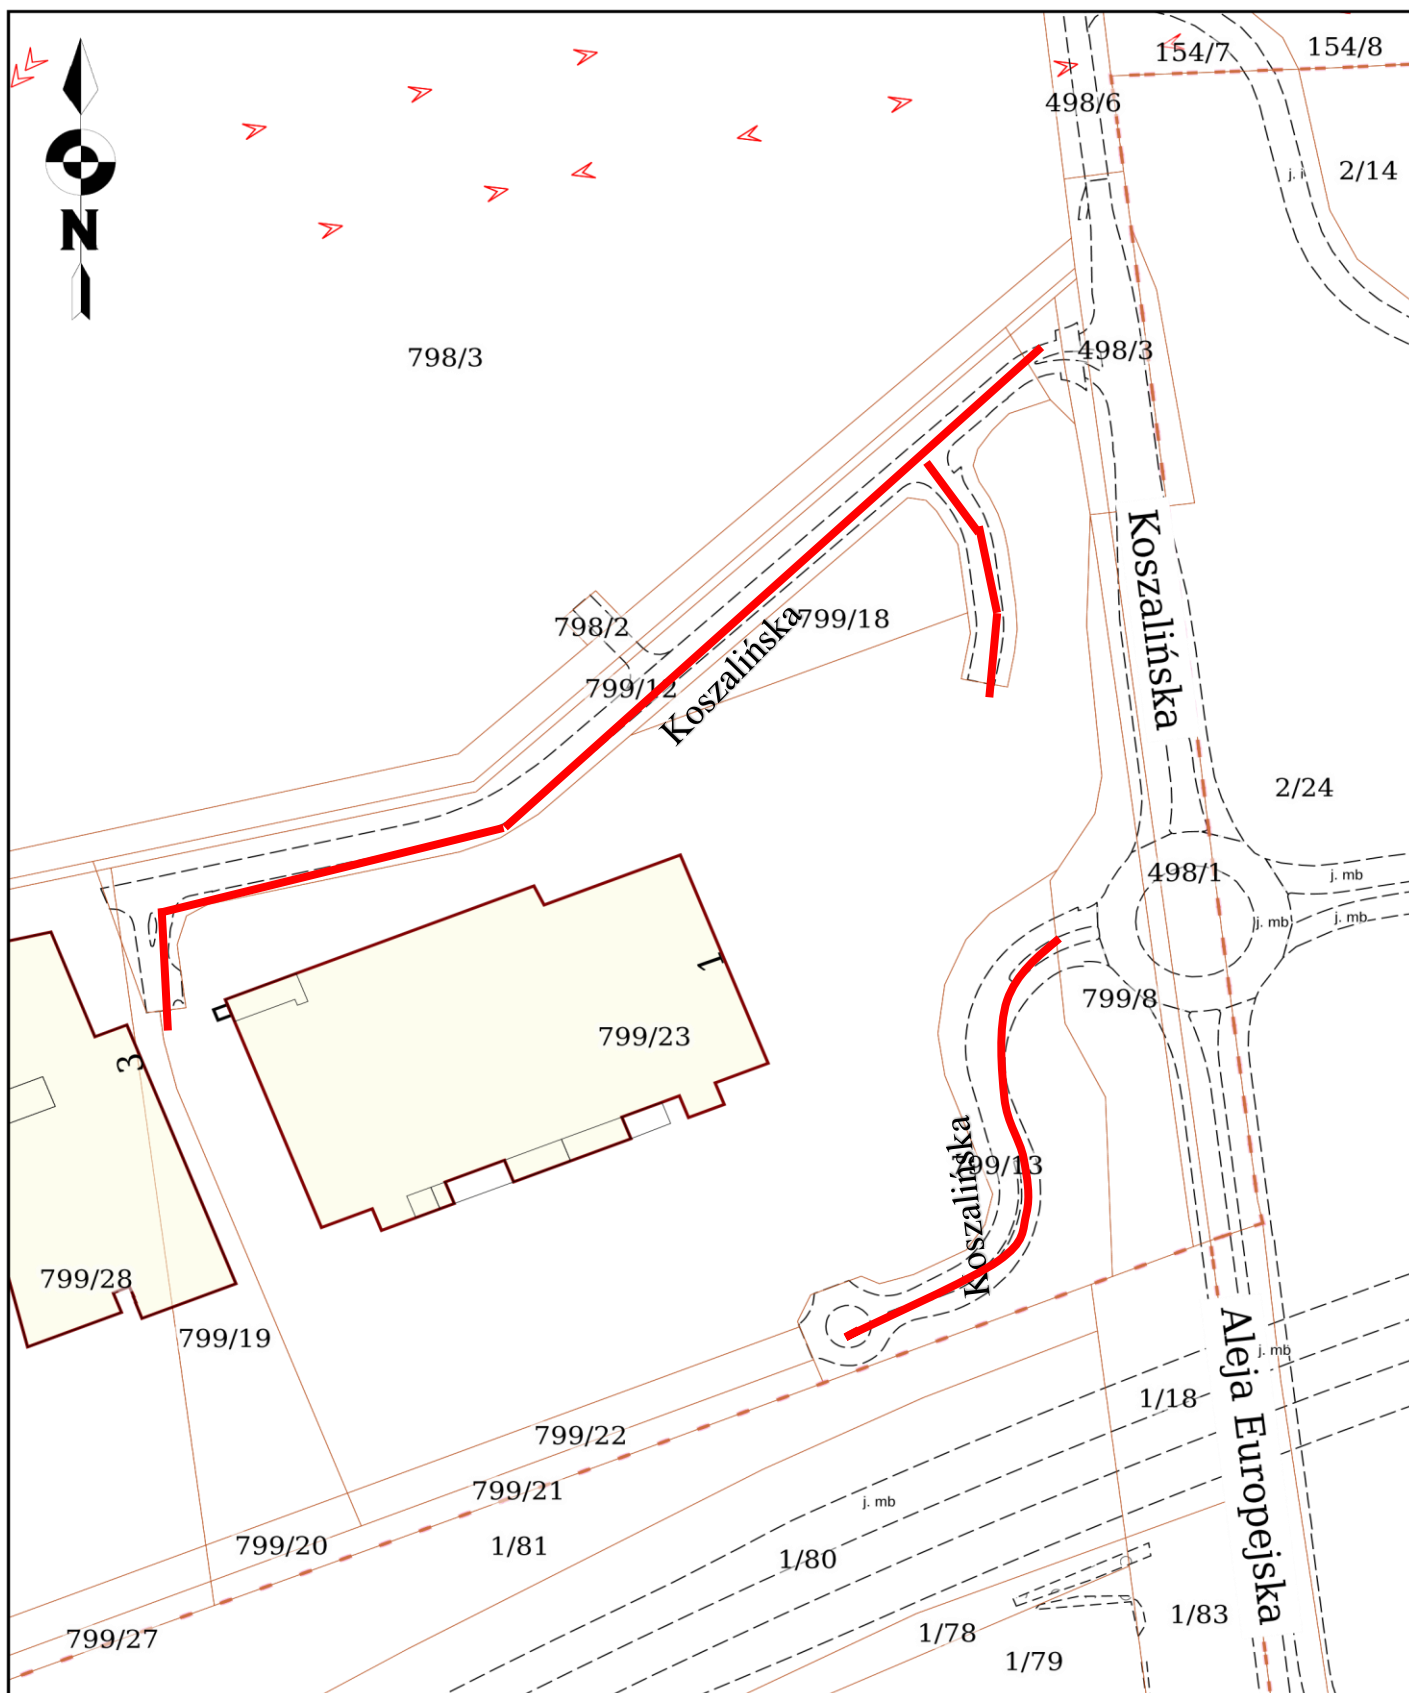 154/7
154/8
498/6
j. i
2/14
N
798/3
498/3
Koszalińska
798/2
799/18
799/12
Koszalińska
2/24
498/1
j. mb
j. mb
j. mb
1
799/8
799/23
3
799/13
Koszalińska
799/28
799/19
Aleja Europejska
j. mb
1/18
799/22
799/21
j. mb
799/20
1/81
1/80
799/27
1/78
1/83
1/79